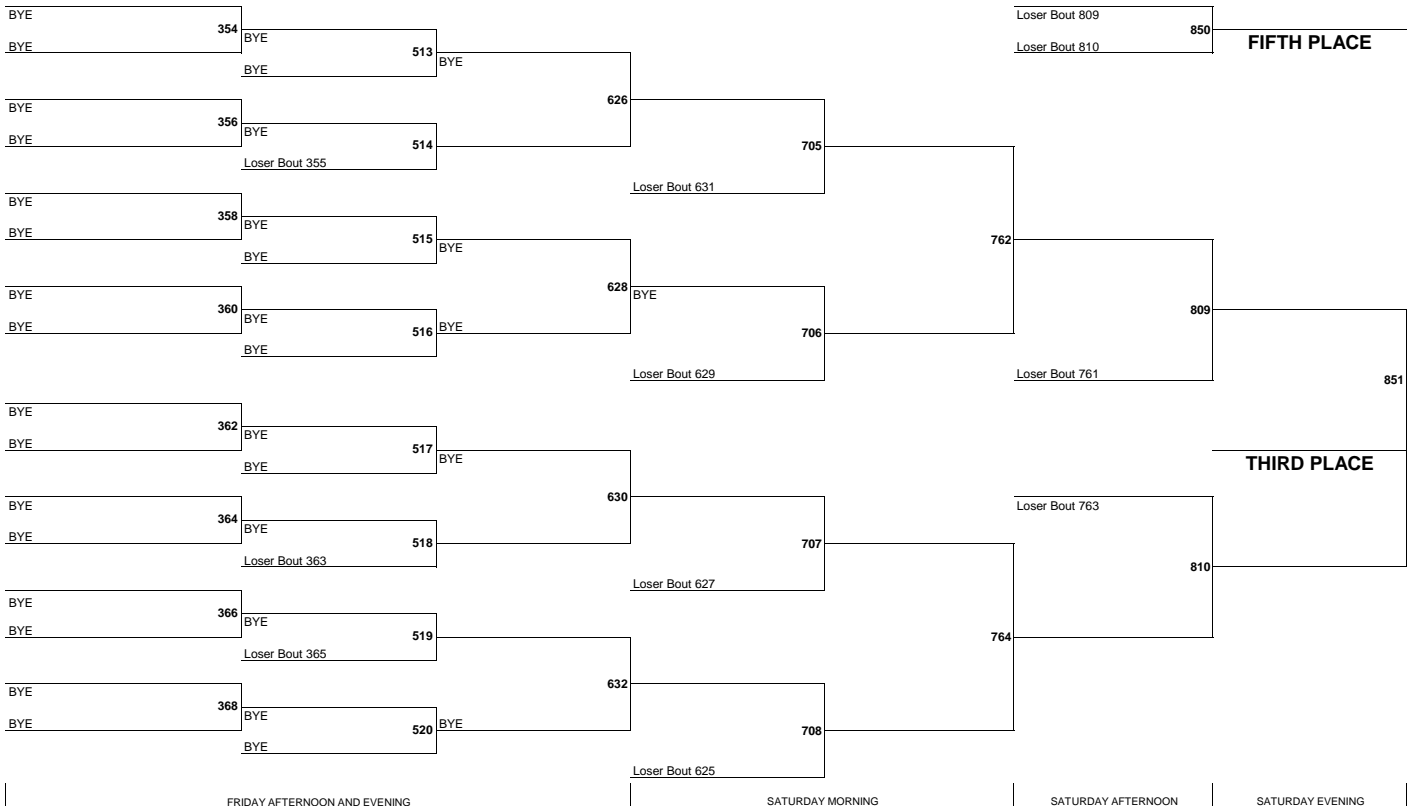 BYE
354
BYE
BYE
513
BYE
BYE
BYE
356
BYE
BYE
514
Loser Bout 355
626
705
Loser Bout 631
BYE
358
BYE
BYE
515
BYE
BYE
628
BYE
BYE
360
BYE
BYE
516
BYE
BYE
706
Loser Bout 629
762
809
Loser Bout 761
BYE
362
BYE
BYE
517
BYE
BYE
630
BYE
364
BYE
BYE
518
Loser Bout 363
707
Loser Bout 627
BYE
366
BYE
BYE
519
Loser Bout 365
632
BYE
368
BYE
BYE
520
BYE
BYE
708
Loser Bout 625
764
Loser Bout 763
810
851
THIRD PLACE
Loser Bout 809
850
Loser Bout 810
FIFTH PLACE
FRIDAY AFTERNOON AND EVENING
SATURDAY MORNING
SATURDAY AFTERNOON
SATURDAY EVENING